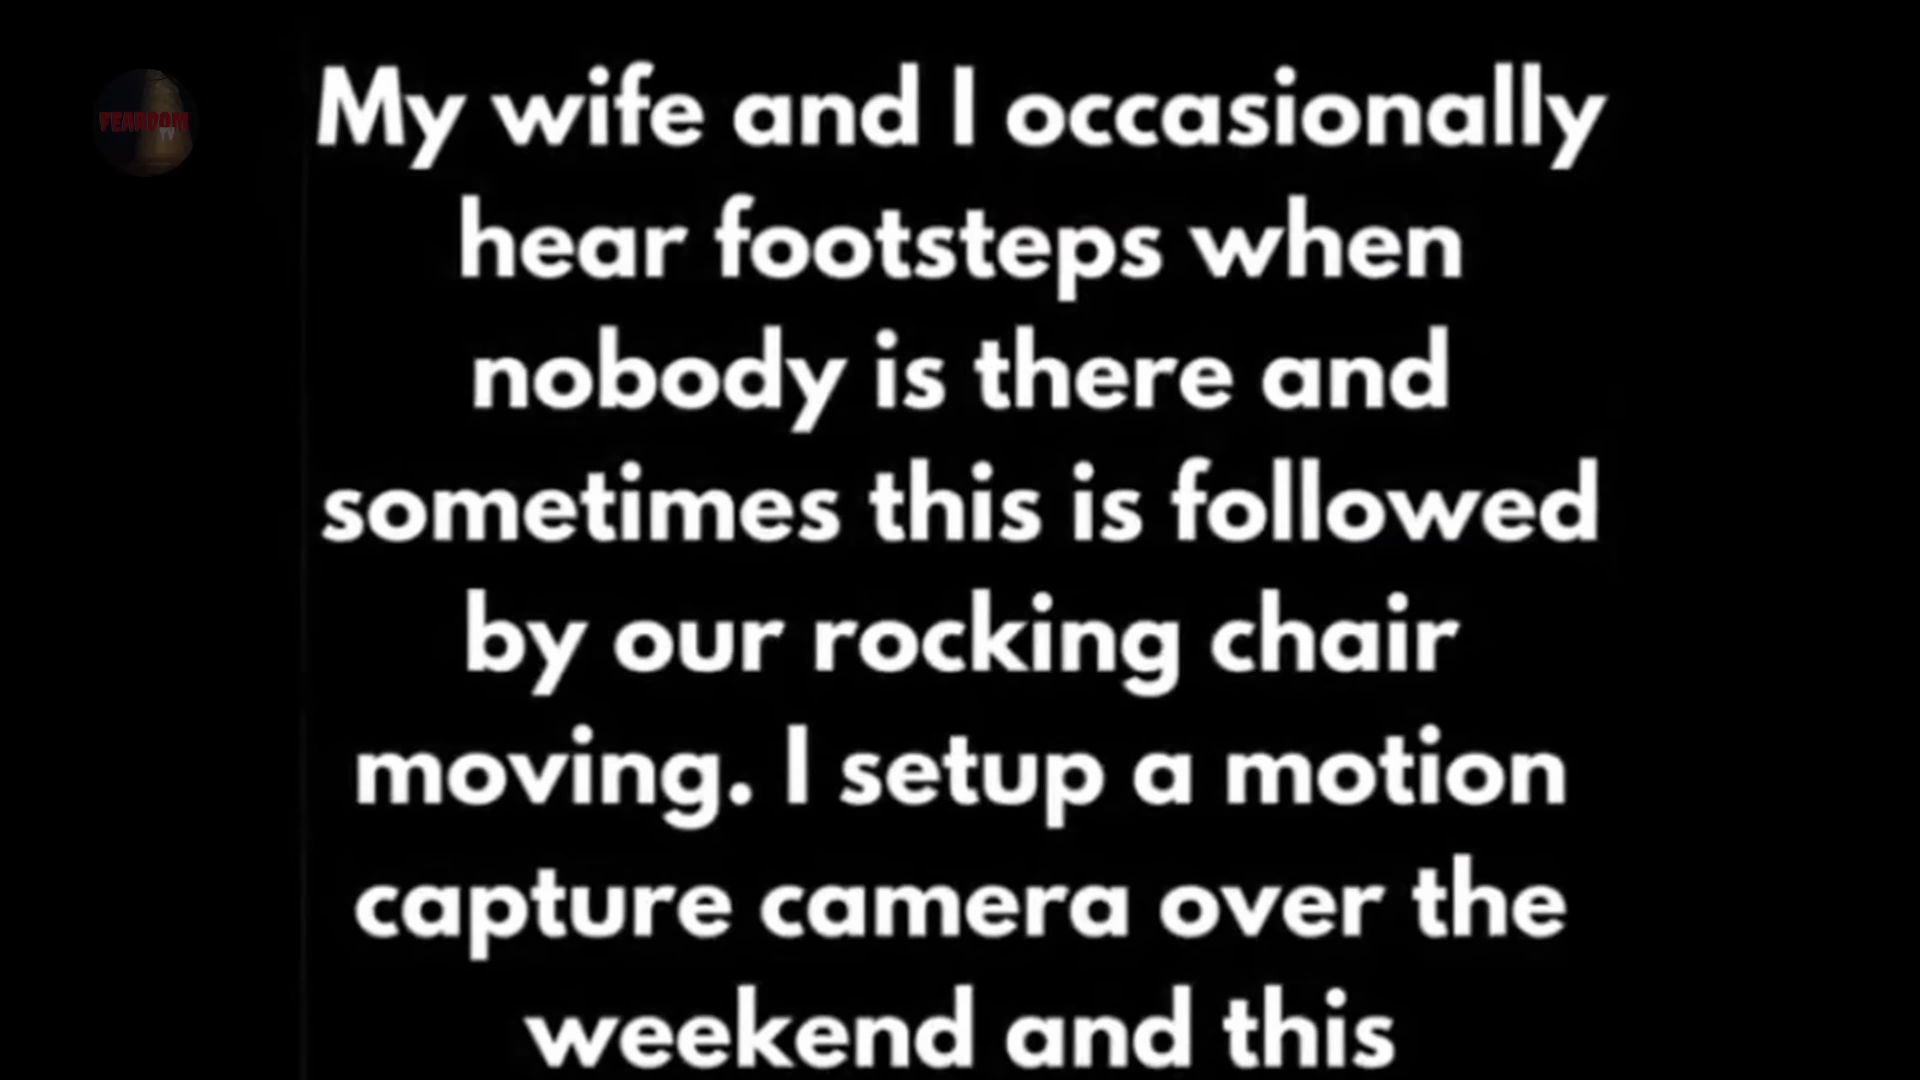 FEARDOM
My wife and I occasionally
hear footsteps when
nobody is there and
sometimes this is followed
by our rocking chair
moving. I setup a motion
capture camera over the
weekend and this